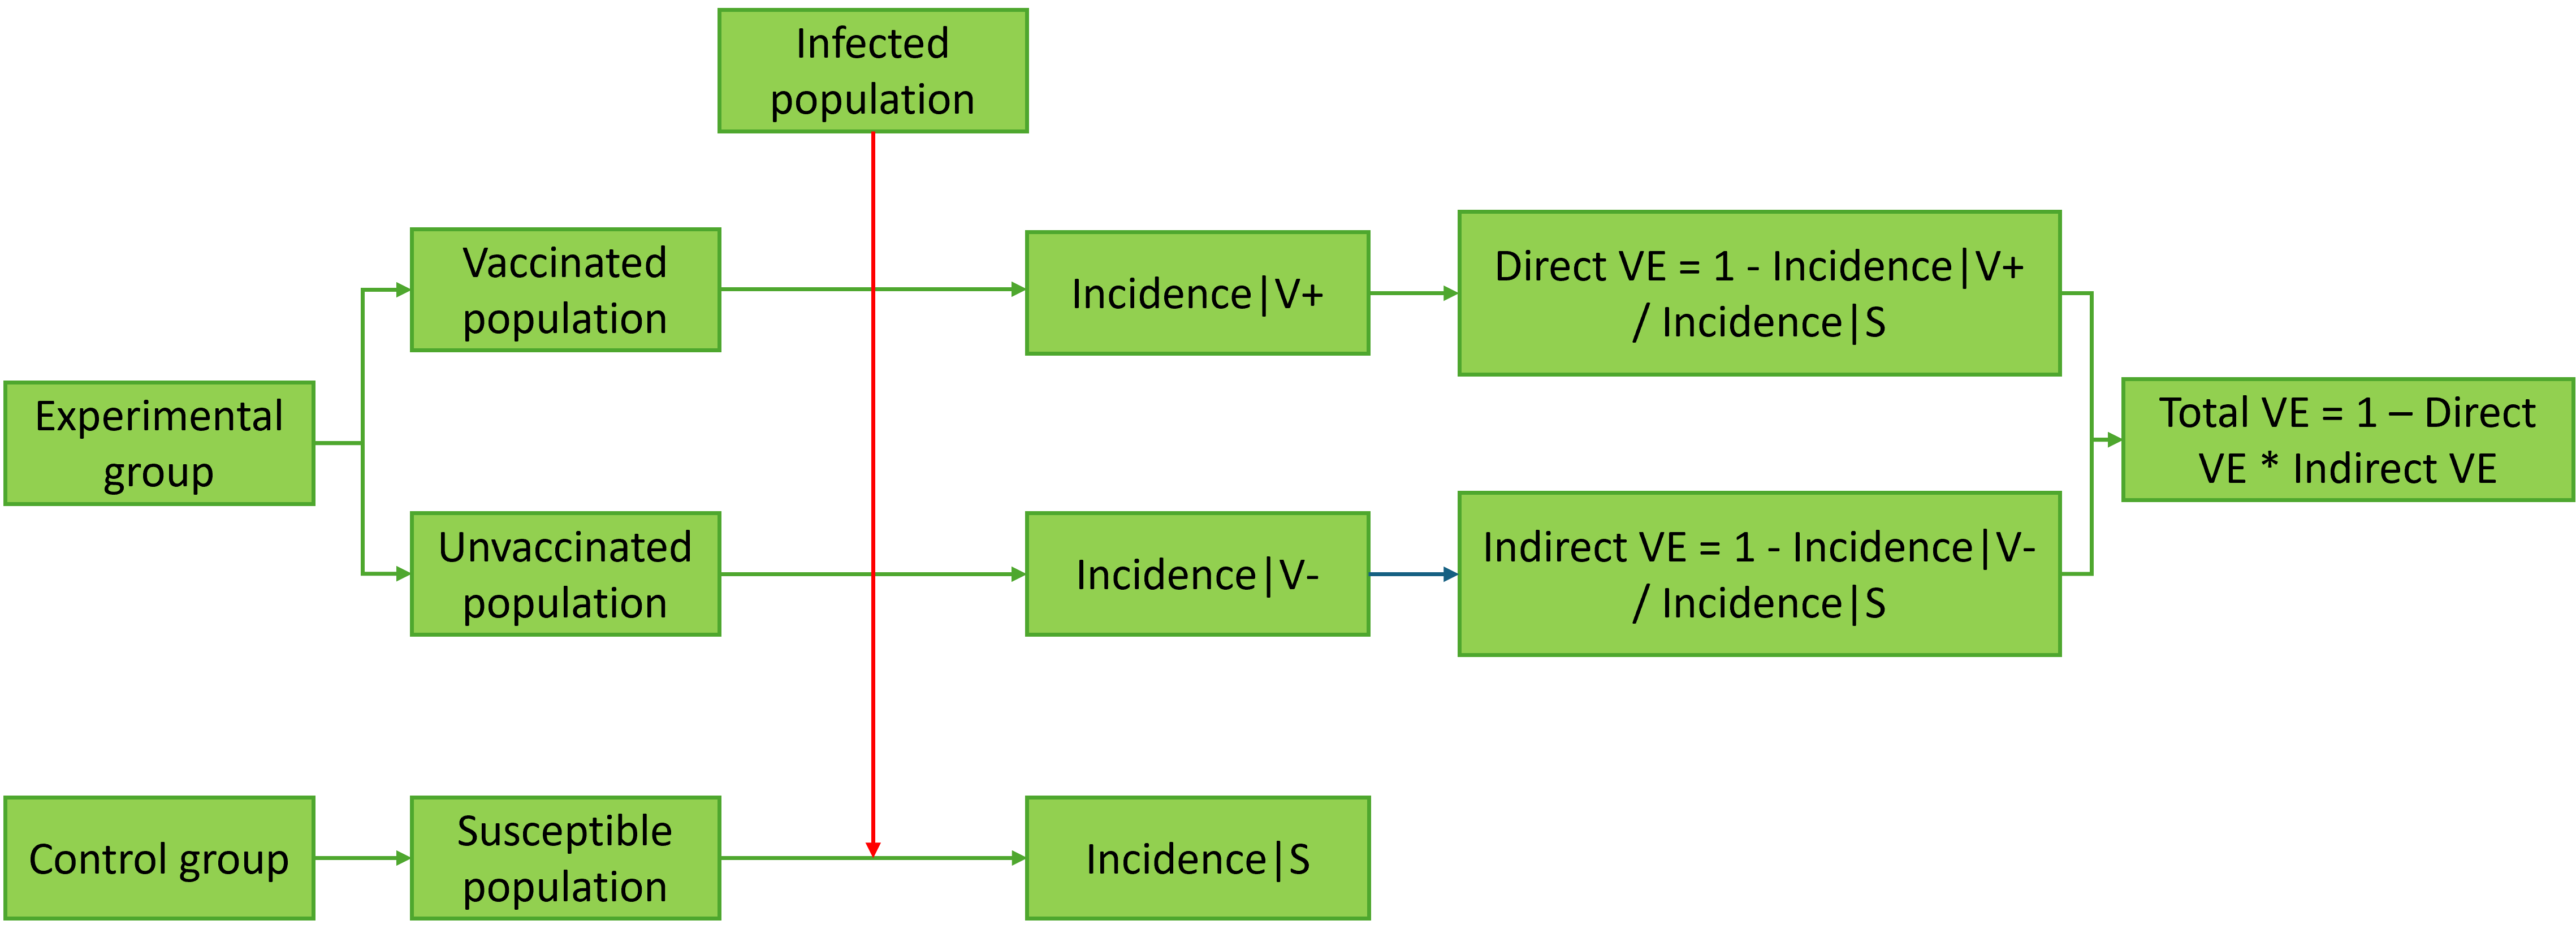 Infected
population
Vaccinated
population
Incidence|V+
Direct VE = 1 - Incidence|V+
/ Incidence|S
Experimental
group
Total VE = 1 – Direct
VE * Indirect VE
Unvaccinated
population
Incidence|V-
Indirect VE = 1 - Incidence|V-
/ Incidence|S
Control group
Susceptible
population
Incidence|S